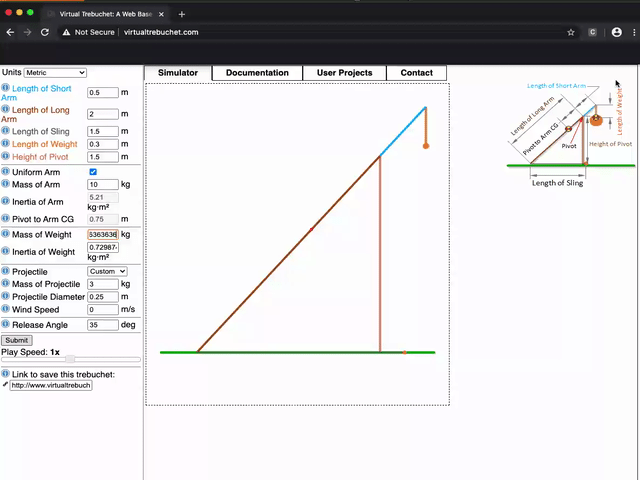 Virtual Trebuchet: A Web Base
Not Secure | virtualtrebuchet.com
Units Metric
Simulator Documentation User Projects Contact
Length of Short Arm 0.5 m
Length of Long Arm 2 m
Length of Sling 1.5 m
Length of Weight 0.3 m
Height of Pivot 1.5 m
Uniform Arm
Mass of Arm 10 kg
Inertia of Arm 5.21 kg·m²
Pivot to Arm CG 0.75 m
Mass of Weight 5363636 kg
Inertia of Weight 0.72987 kg·m²
Projectile Custom
Mass of Projectile 3 kg
Projectile Diameter 0.25 m
Wind Speed 0 m/s
Release Angle 35 deg
Submit
Play Speed: 1x
Link to save this trebuchet:
http://www.virtualtrebuch
Length of Short Arm
Length of Long Arm
Length of Weight
Pivot to Arm CG
Pivot
Height of Pivot
Length of Sling